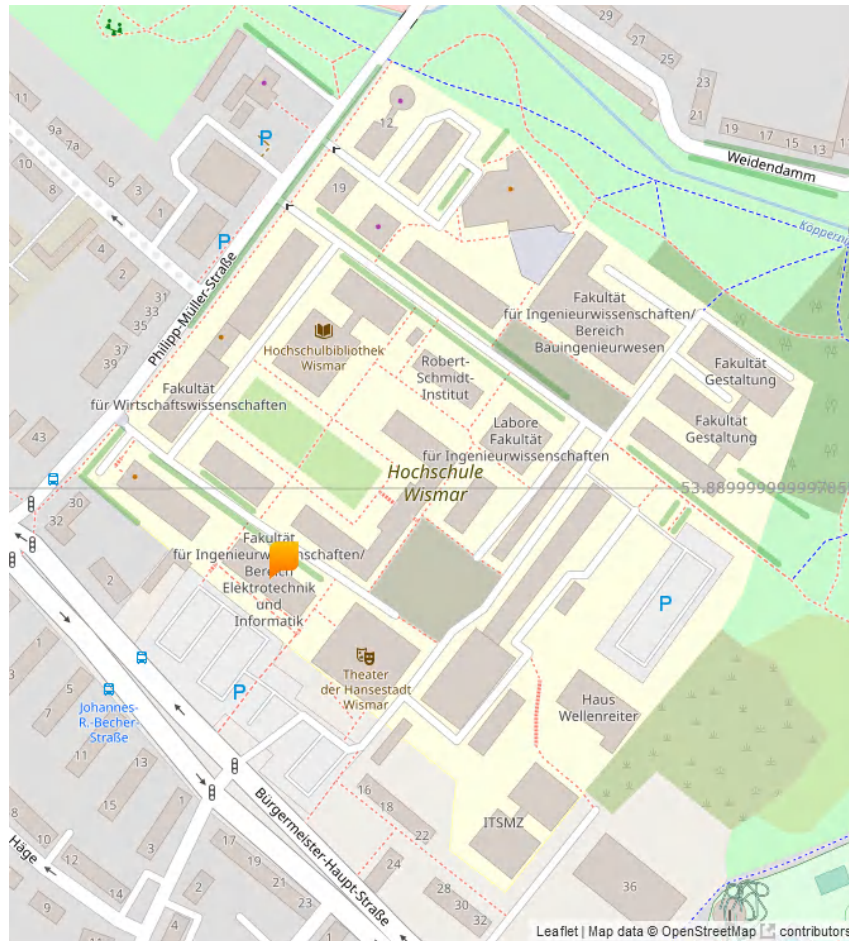 29
27
25
23
21
19
17
15
13
11
Weidendamm
Köpperni
11
9a
7a
10
8
5
3
1
P
12
19
P
4
2
Philipp-Müller-Straße
31
33
35
37
39
43
Hochschulbibliothek
Wismar
Fakultät
für Wirtschaftswissenschaften
Fakultät
für Ingenieurwissenschaften/
Bereich
Bauingenieurwesen
Robert-
Schmidt-
Institut
Fakultät
Gestaltung
Fakultät
Gestaltung
Labore
Fakultät
für Ingenieurwissenschaften
Hochschule
Wismar
30
32
Fakultät
für Ingenieurwissenschaften/
Bereich
Elektrotechnik
und
Informatik
P
P
Theater
der Hansestadt
Wismar
Haus
Wellenreiter
ITSMZ
1
3
5
7
Johannes-
R.-Becher-
Straße
2
11
13
15
1
3
Bürgermeister-Haupt-Straße
16
18
22
24
28
30
32
36
8
10
12
14
Häge
9
2
4
17
19
21
23
Leaflet | Map data © OpenStreetMap contributors